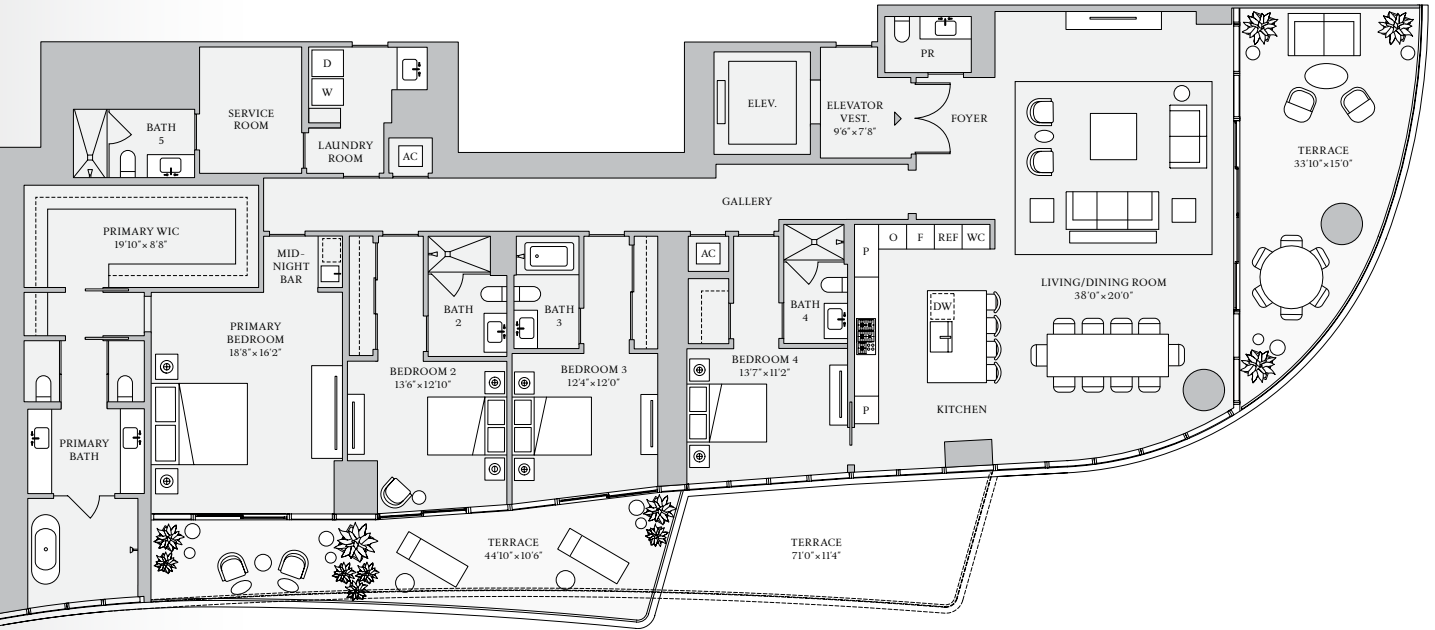 PR
ELEV.
ELEVATOR
VEST.
9'6"×7'8"
FOYER
TERRACE
33'10"×15'0"
D
W
SERVICE
ROOM
BATH
5
LAUNDRY
ROOM
AC
GALLERY
PRIMARY WIC
19'10"×8'8"
MID-
NIGHT
BAR
AC
P
O
F
REF
WC
BATH
2
BATH
3
BATH
4
DW
LIVING/DINING ROOM
38'0"×20'0"
PRIMARY
BEDROOM
18'8"×16'2"
BEDROOM 2
13'6"×12'10"
BEDROOM 3
12'4"×12'0"
BEDROOM 4
13'7"×11'2"
P
KITCHEN
PRIMARY
BATH
TERRACE
44'10"×10'6"
TERRACE
71'0"×11'4"